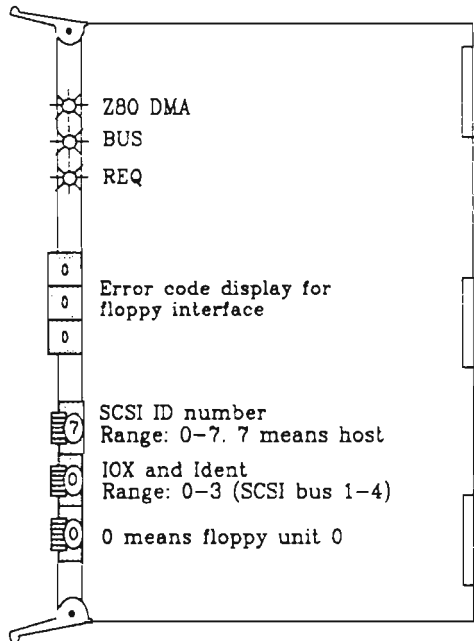 Z80 DMA
BUS
REQ
0
0
0
Error code display for
floppy interface
7
SCSI ID number
Range: 0-7. 7 means host
0
IOX and Ident
Range: 0-3 (SCSI bus 1-4)
0
0 means floppy unit 0